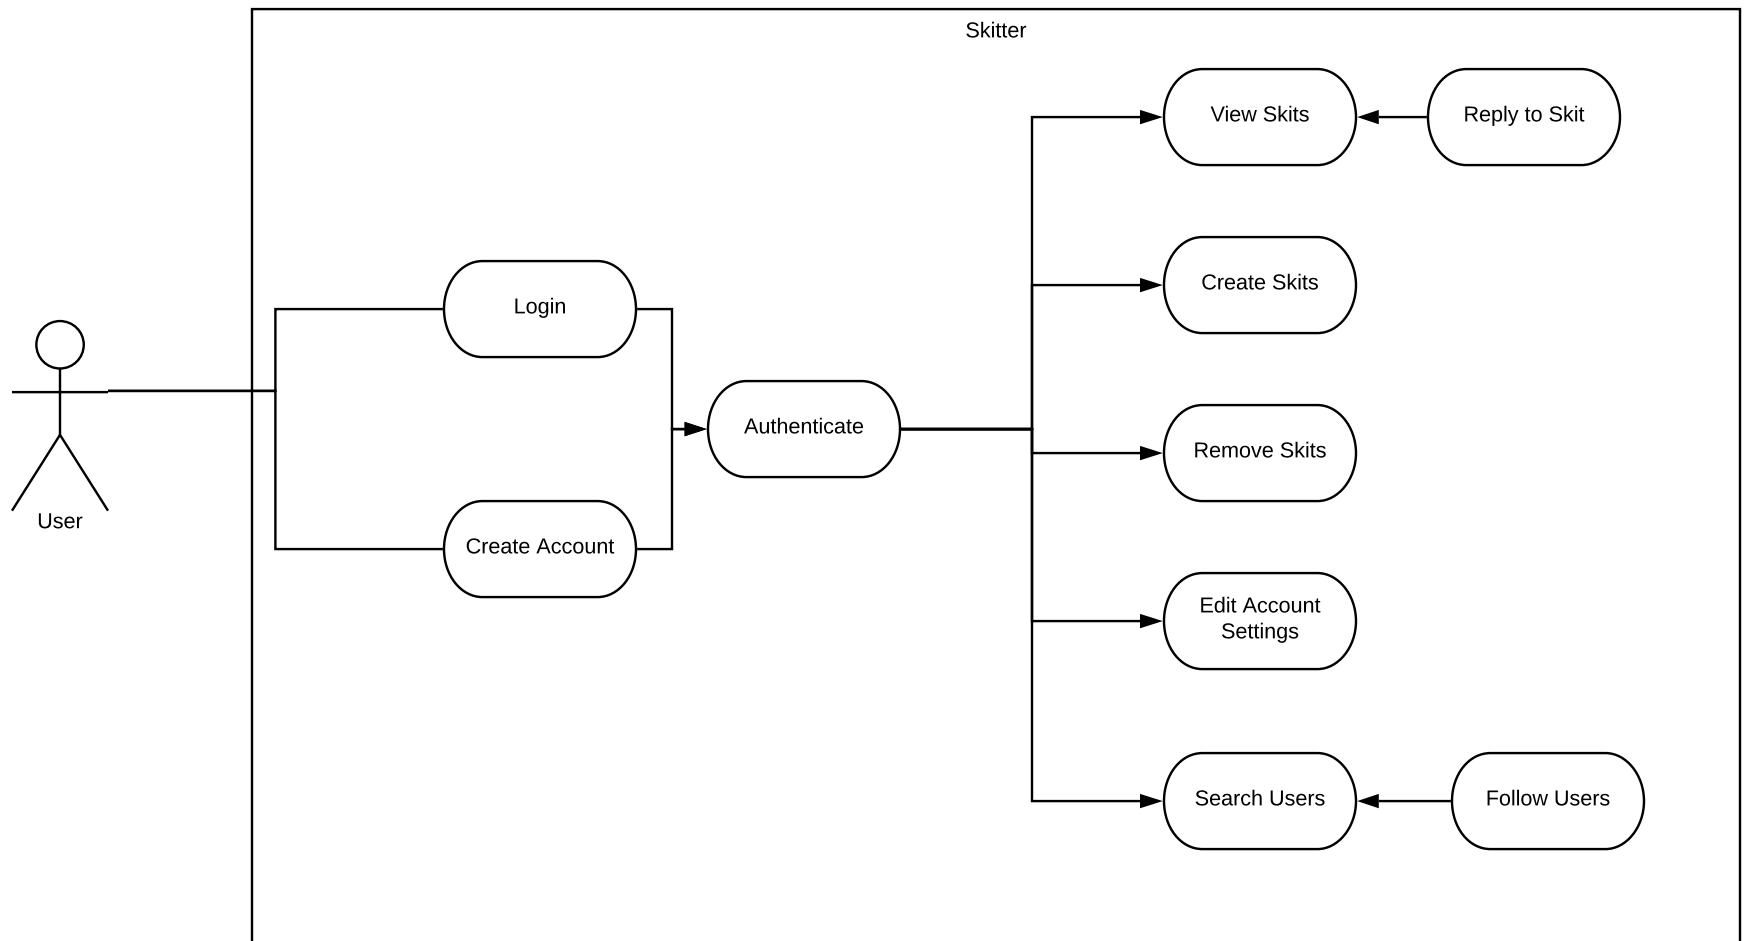 Skitter
View Skits
Reply to Skit
Create Skits
Login
Authenticate
Remove Skits
User
Create Account
Edit Account
Settings
Search Users
Follow Users